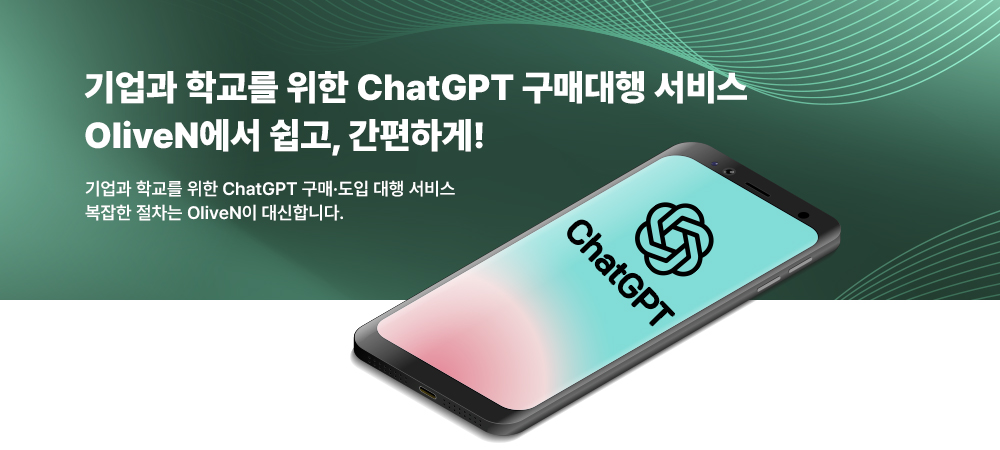 기업과 학교를 위한 ChatGPT 구매대행 서비스
OliveN에서 쉽고, 간편하게!
기업과 학교를 위한 ChatGPT 구매·도입 대행 서비스
복잡한 절차는 OliveN이 대신합니다.
ChatGPT